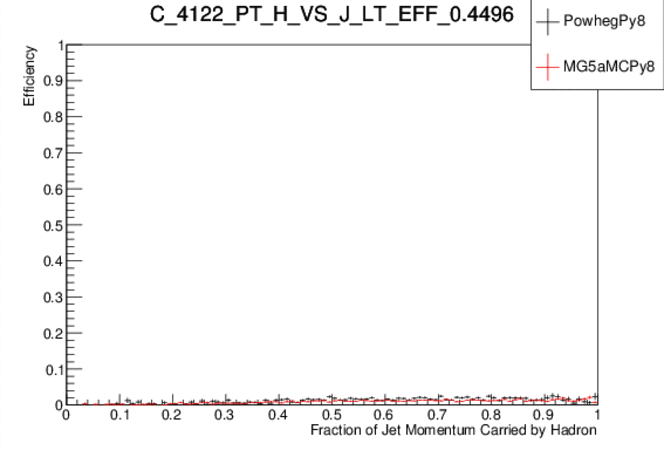 C_4122_PT_H_VS_J_LT_EFF_0.4496
PowhegPy8
MG5aMCPy8
Efficiency
1
0.9
0.8
0.7
0.6
0.5
0.4
0.3
0.2
0.1
0
0 0.1 0.2 0.3 0.4 0.5 0.6 0.7 0.8 0.9 1
Fraction of Jet Momentum Carried by Hadron